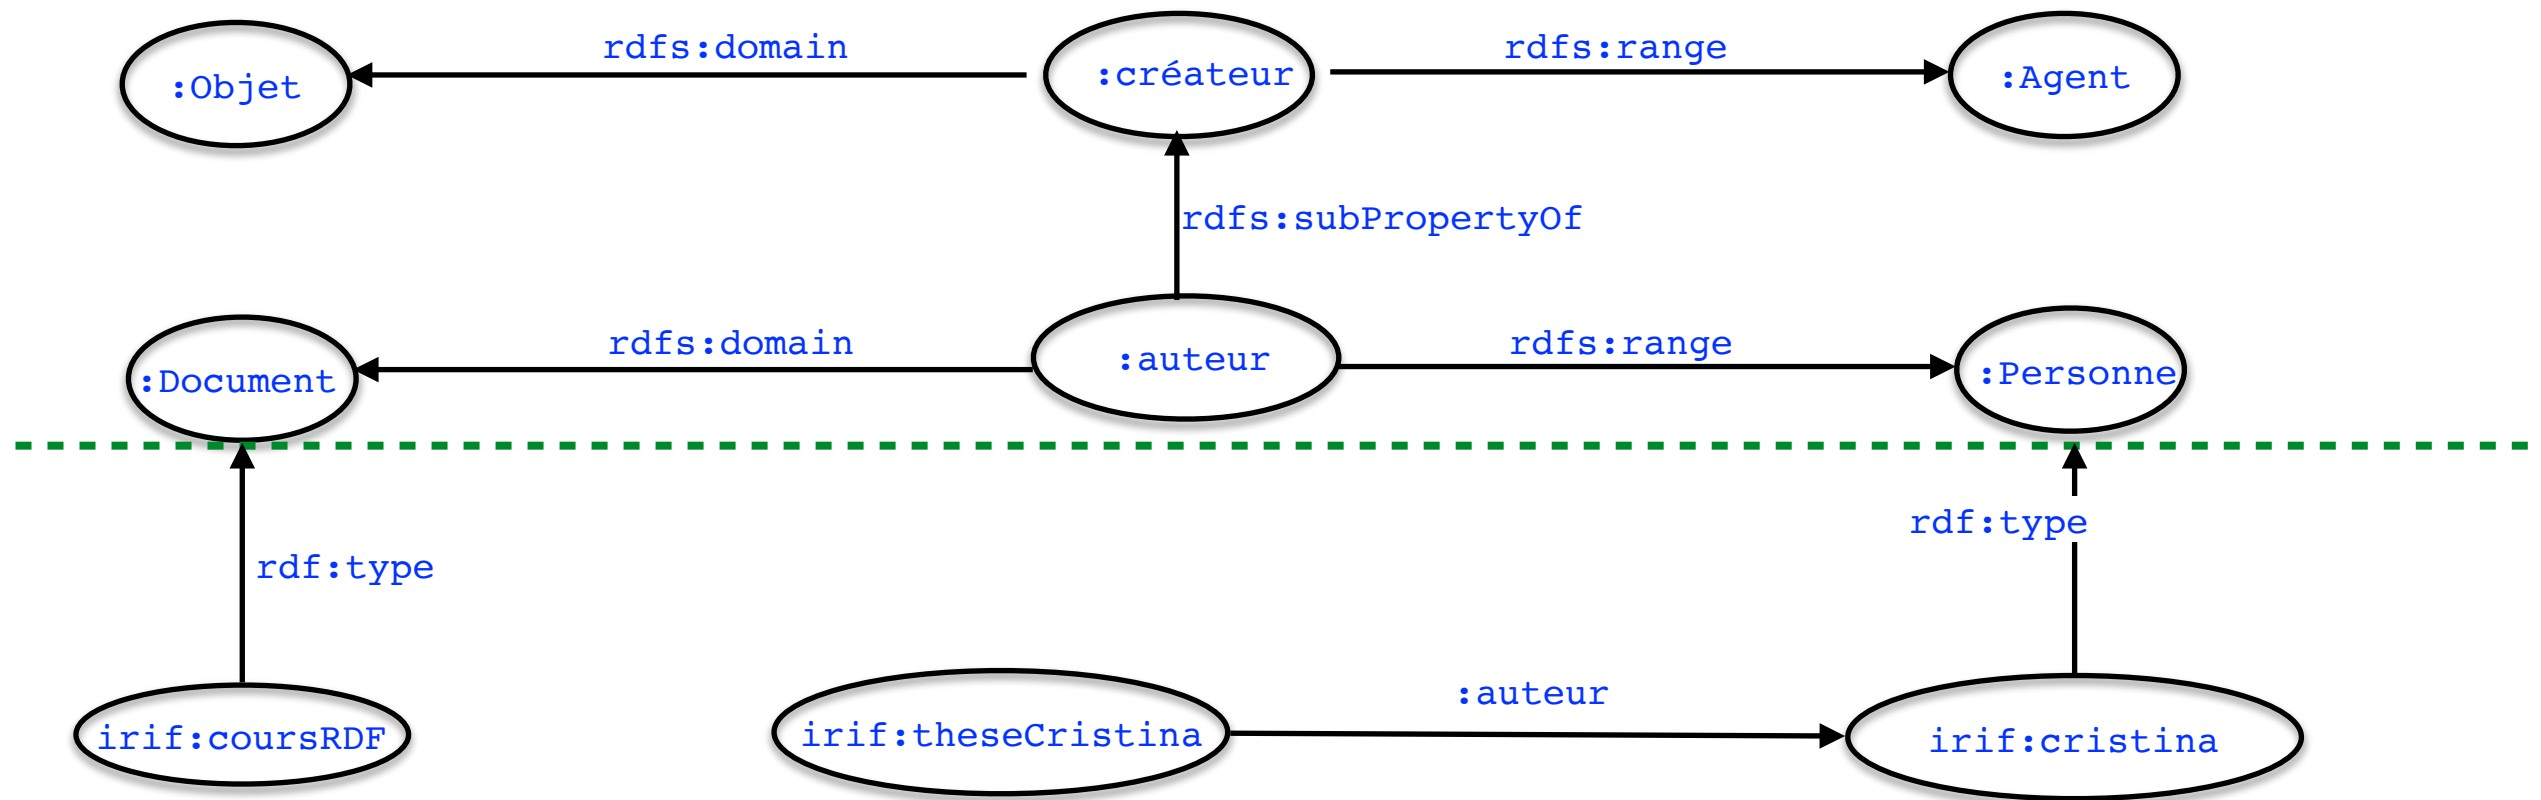 rdfs:domain
rdfs:range
:Objet
:créateur
:Agent
rdfs:subPropertyOf
rdfs:domain
rdfs:range
:Document
:auteur
:Personne
rdf:type
rdf:type
:auteur
irif:coursRDF
irif:theseCristina
irif:cristina